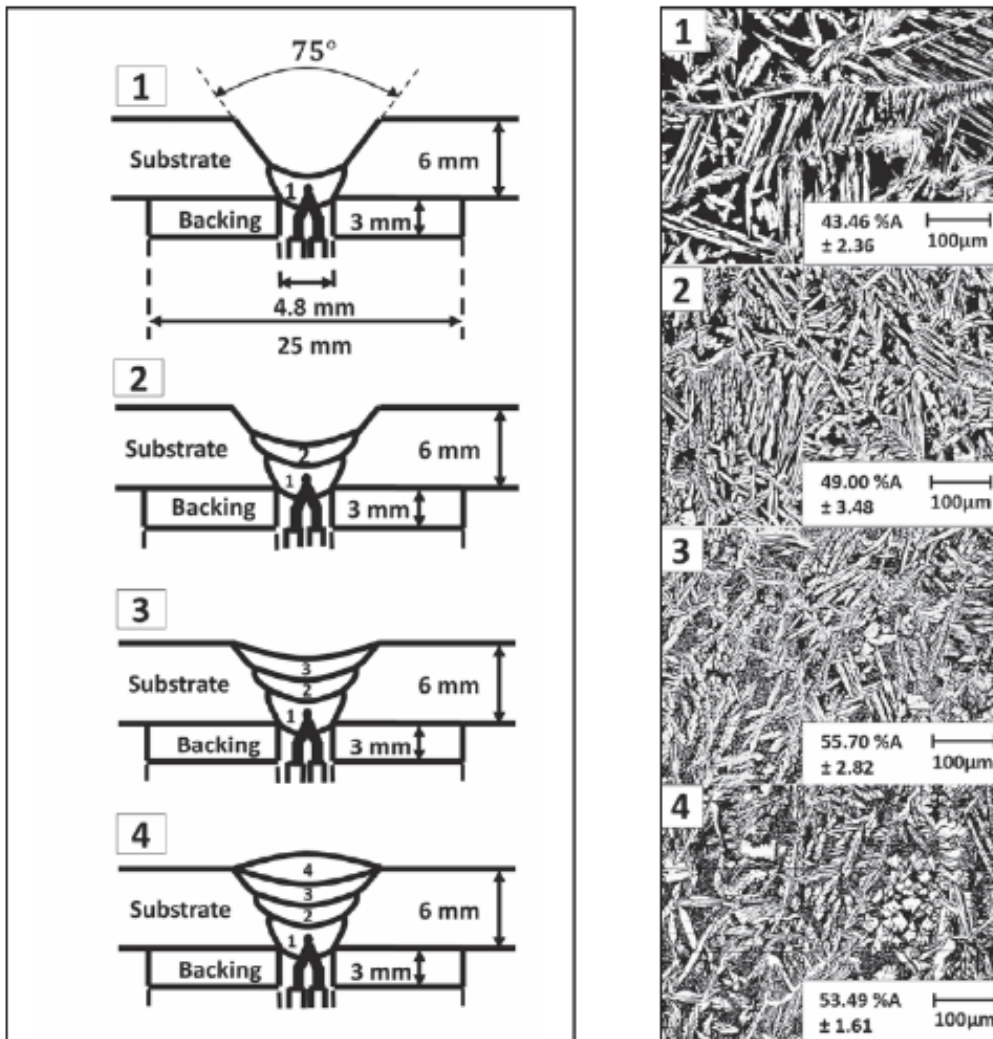 1
75°
Substrate
6 mm
1
Backing
3 mm
4.8 mm
25 mm
2
Substrate
6 mm
2
1
Backing
3 mm
3
Substrate
6 mm
3
2
1
Backing
3 mm
4
Substrate
6 mm
4
3
2
1
Backing
3 mm
1
43.46 %A
± 2.36
100µm
2
49.00 %A
± 3.48
100µm
3
55.70 %A
± 2.82
100µm
4
53.49 %A
± 1.61
100µm